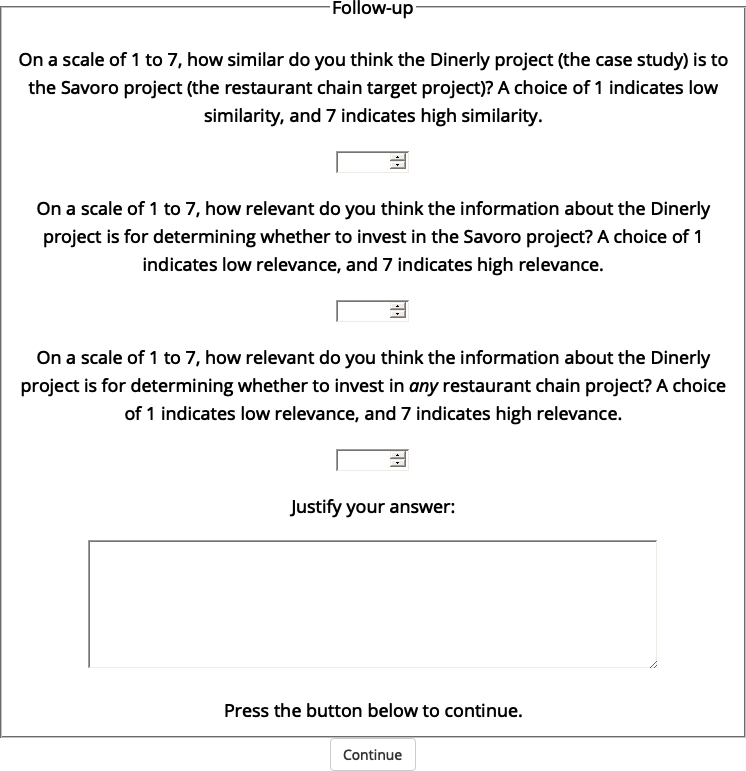 Follow-up
On a scale of 1 to 7, how similar do you think the Dinerly project (the case study) is to
the Savoro project (the restaurant chain target project)? A choice of 1 indicates low
similarity, and 7 indicates high similarity.
On a scale of 1 to 7, how relevant do you think the information about the Dinerly
project is for determining whether to invest in the Savoro project? A choice of 1
indicates low relevance, and 7 indicates high relevance.
On a scale of 1 to 7, how relevant do you think the information about the Dinerly
project is for determining whether to invest in any restaurant chain project? A choice
of 1 indicates low relevance, and 7 indicates high relevance.
Justify your answer:
Press the button below to continue.
Continue